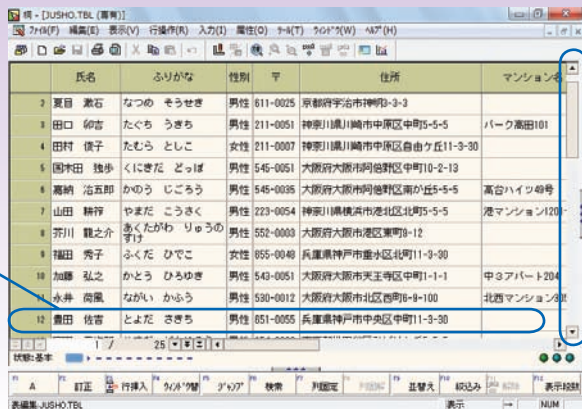 桐 - [JUSHO.TBL (専有)]
ファイル(F) 編集(E) 表示(V) 行操作(R) 入力(I) 属性(O) ツール(T) ウィンドウ(W) ヘルプ(H)
氏名 ふりがな 性別 〒 住所 マンション名
2 夏目 漱石 なつめ そうせき 男性 611-0025 京都府宇治市神明3-3-3
3 田口 卯吉 たぐち うきち 男性 211-0051 神奈川県川崎市中原区中町5-5-5 パーク高田101
4 田村 俊子 たむら としこ 女性 211-0007 神奈川県川崎市中原区自由ケ丘11-3-30
5 国木田 独歩 くにきだ どっぽ 男性 545-0051 大阪府大阪市阿倍野区中町10-2-13
6 嘉納 治五郎 かのう じごろう 男性 545-0035 大阪府大阪市阿倍野区南が丘5-5-5 高台ハイツ49号
7 山田 耕筰 やまだ こうさく 男性 223-0054 神奈川県横浜市港北区北町5-5-5 港マンション1201-
8 芥川 龍之介 あくたがわ りゅうのすけ 男性 552-0003 大阪府大阪市港区東町9-12
9 福田 秀子 ふくだ ひでこ 女性 655-0048 兵庫県神戸市垂水区北町11-3-30
10 加藤 弘之 かとう ひろゆき 男性 543-0051 大阪府大阪市天王寺区中町1-1-1 中3アパート204
永井 荷風 ながい かふう 男性 530-0012 大阪府大阪市北区西町6-9-100 北西マンション305
12 豊田 佐吉 とよだ さきち 男性 651-0055 兵庫県神戸市中央区中町11-3-30
1 / 25
状態:基本
A 訂正 行挿入 ウィンドウ替 ジャンプ 検索 列固定 並替え 絞込み 表示段数
表編集:JUSHO.TBL 表示 NUM